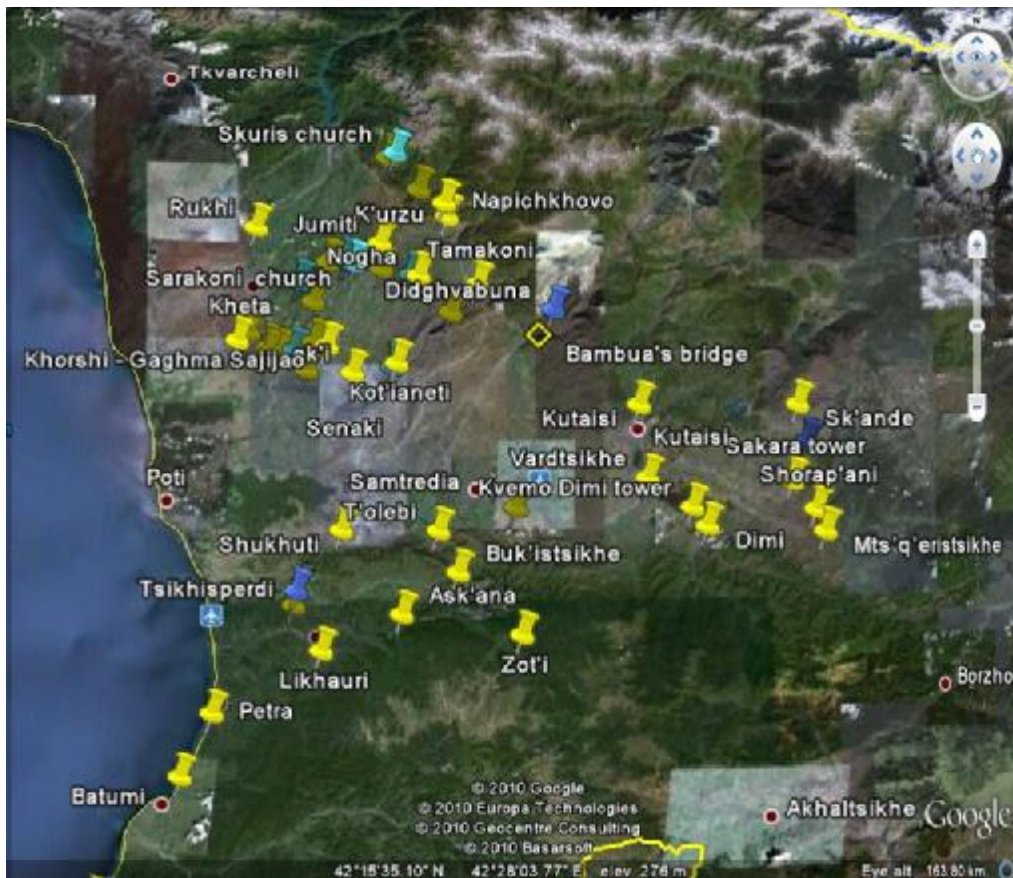 N
Tkvarcheli
Skuris church
Napichkhovo
Rukhi
K'urzu
Jumiti
Nogha
Tamakoni
Sarakoni church
Didghvabuna
Kheta
Khorshi - Gaghma Sajijao
k'i
Bambua's bridge
Kot'ianeti
Senaki
Kutaisi
Kutaisi
Sk'ande
Sakara tower
Vardtsikhe
Shorap'ani
Poti
Samtredia
Kvemo Dimi tower
T'olebi
Shukhuti
Buk'istsikhe
Dimi
Mts'q'eristsikhe
Tsikhisperdi
Ask'ana
Likhauri
Zot'i
Borzho
Petra
Batumi
Akhaltsikhe
Google
© 2010 Google
© 2010 Europa Technologies
© 2010 Geocentre Consulting
© 2010 Basarsoft
42°15'35.10" N 42°28'03.77" E elev 276 m Eye alt 163.80 km